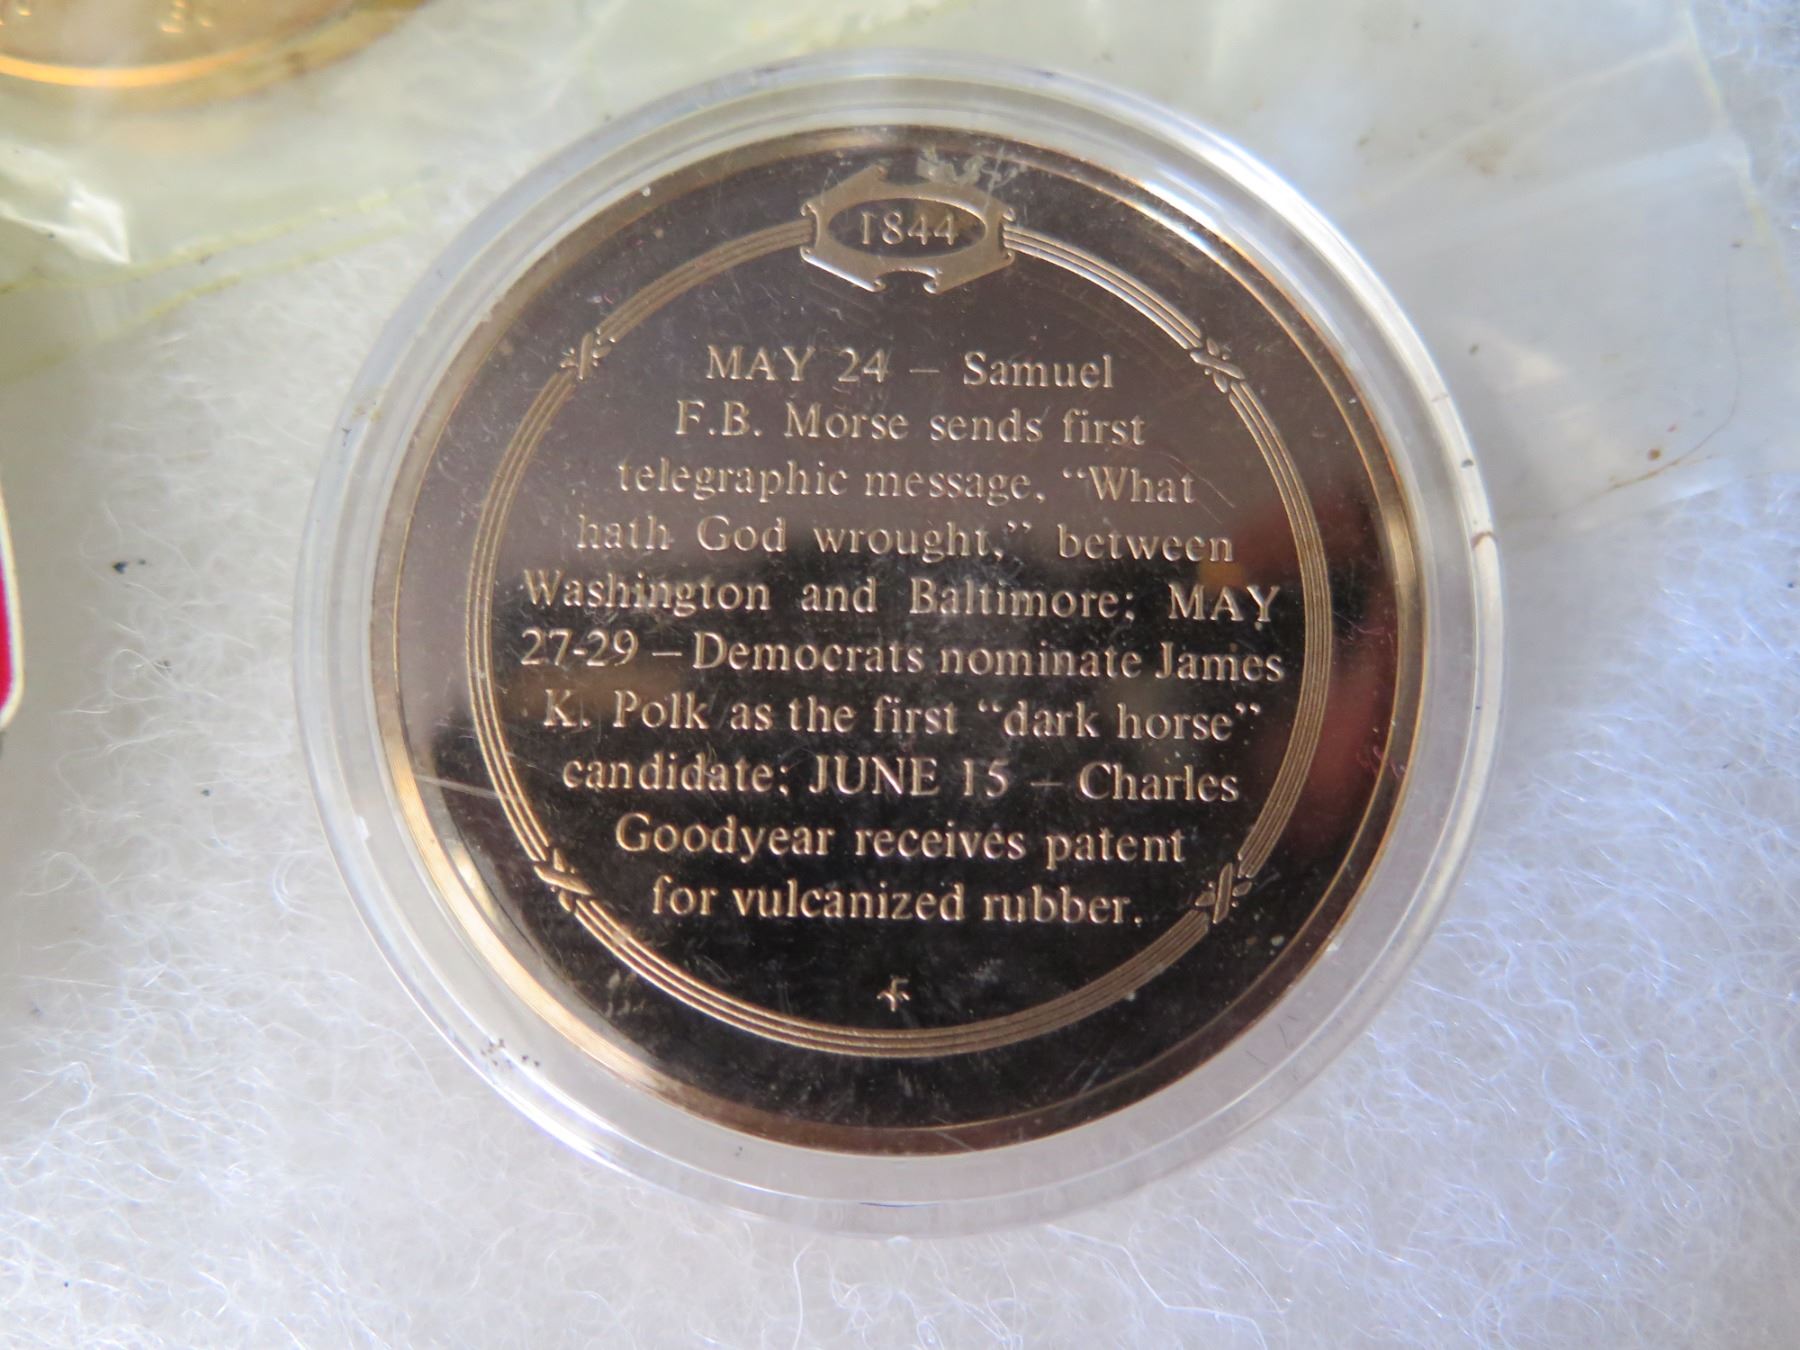 1844
MAY 24 – Samuel
F.B. Morse sends first
telegraphic message, “What
hath God wrought,” between
Washington and Baltimore; MAY
27-29 – Democrats nominate James
K. Polk as the first “dark horse”
candidate; JUNE 15 – Charles
Goodyear receives patent
for vulcanized rubber.
F